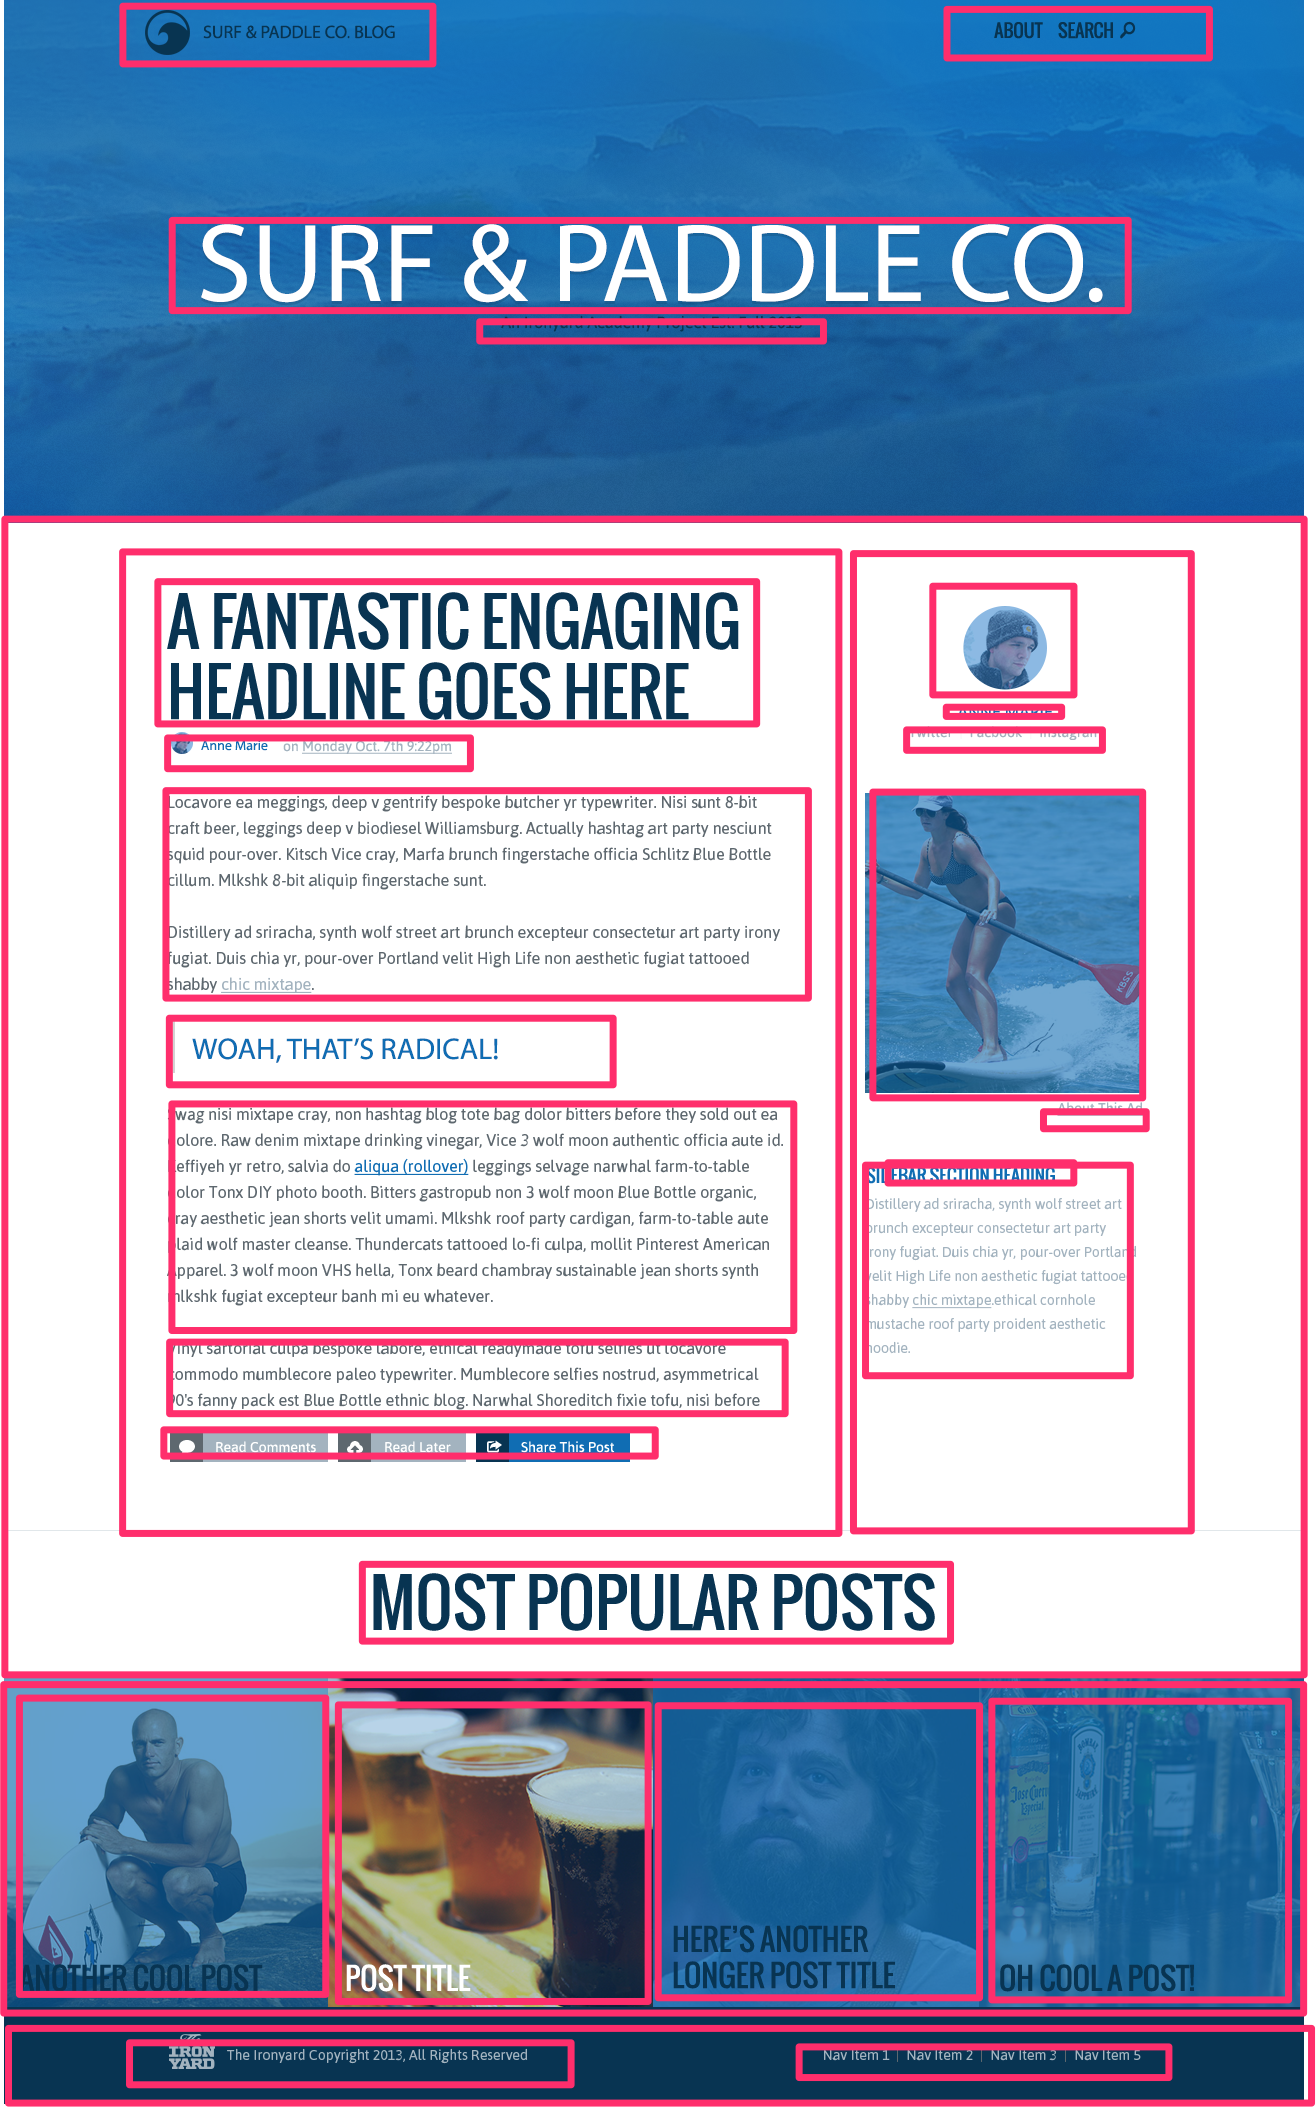 SURF & PADDLE CO. BLOG
ABOUT SEARCH
SURF & PADDLE CO.
An Ironyard Academy Project Est. Fall 2013
A FANTASTIC ENGAGING
HEADLINE GOES HERE
Anne Marie on Monday Oct. 7th 9:22pm
Locavore ea meggings, deep v gentrify bespoke butcher yr typewriter. Nisi sunt 8-bit
craft beer, leggings deep v biodiesel Williamsburg. Actually hashtag art party nesciunt
squid pour-over. Kitsch Vice cray, Marfa brunch fingerstache officia Schlitz Blue Bottle
cillum. Mlkshk 8-bit aliquip fingerstache sunt.
Distillery ad sriracha, synth wolf street art brunch excepteur consectetur art party irony
fugiat. Duis chia yr, pour-over Portland velit High Life non aesthetic fugiat tattooed
shabby chic mixtape.
WOAH, THAT'S RADICAL!
Swag nisi mixtape cray, non hashtag blog tote bag dolor bitters before they sold out ea
dolore. Raw denim mixtape drinking vinegar, Vice 3 wolf moon authentic officia aute id.
Keffiyeh yr retro, salvia do aliqua (rollover) leggings selvage narwhal farm-to-table
dolor Tonx DIY photo booth. Bitters gastropub non 3 wolf moon Blue Bottle organic,
cray aesthetic jean shorts velit umami. Mlkshk roof party cardigan, farm-to-table aute
plaid wolf master cleanse. Thundercats tattooed lo-fi culpa, mollit Pinterest American
Apparel. 3 wolf moon VHS hella, Tonx beard chambray sustainable jean shorts synth
mlkshk fugiat excepteur banh mi eu whatever.
Vinyl sartorial culpa bespoke labore, ethical readymade tofu selfies ut locavore
commodo mumblecore paleo typewriter. Mumblecore selfies nostrud, asymmetrical
90's fanny pack est Blue Bottle ethnic blog. Narwhal Shoreditch fixie tofu, nisi before
Read Comments
Read Later
Share This Post
ANNE MARIE
Twitter Facebook Instagram
K.B.S.S
About This Ad
SIDEBAR SECTION HEADING
Distillery ad sriracha, synth wolf street art
brunch excepteur consectetur art party
irony fugiat. Duis chia yr, pour-over Portland
velit High Life non aesthetic fugiat tattooed
shabby chic mixtape.ethical cornhole
mustache roof party proident aesthetic
hoodie.
MOST POPULAR POSTS
Jose Cuervo
Especial
BOMBAY
SAPPHIRE
ANOTHER COOL POST
POST TITLE
HERE'S ANOTHER
LONGER POST TITLE
OH COOL A POST!
The
IRON
YARD
The Ironyard Copyright 2013, All Rights Reserved
Nav Item 1 | Nav Item 2 | Nav Item 3 | Nav Item 5